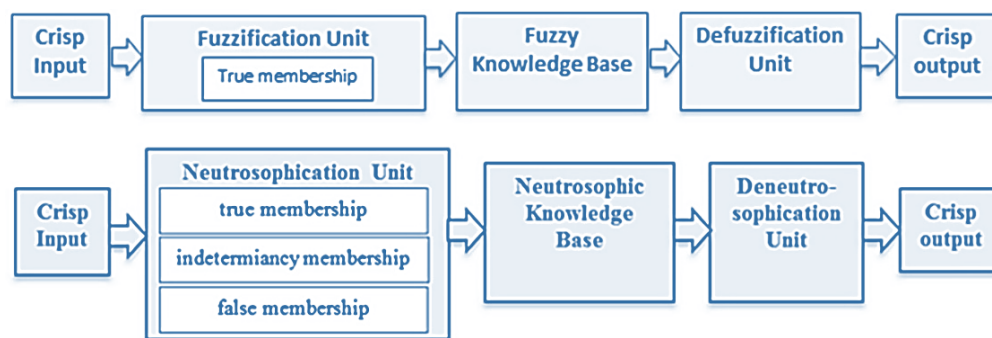 Crisp
Input
Fuzzification Unit
True membership
Fuzzy
Knowledge Base
Defuzzification
Unit
Crisp
output
Crisp
Input
Neutrosophication Unit
true membership
indetermiancy membership
false membership
Neutrosophic
Knowledge
Base
Deneutro-
sophication
Unit
Crisp
output